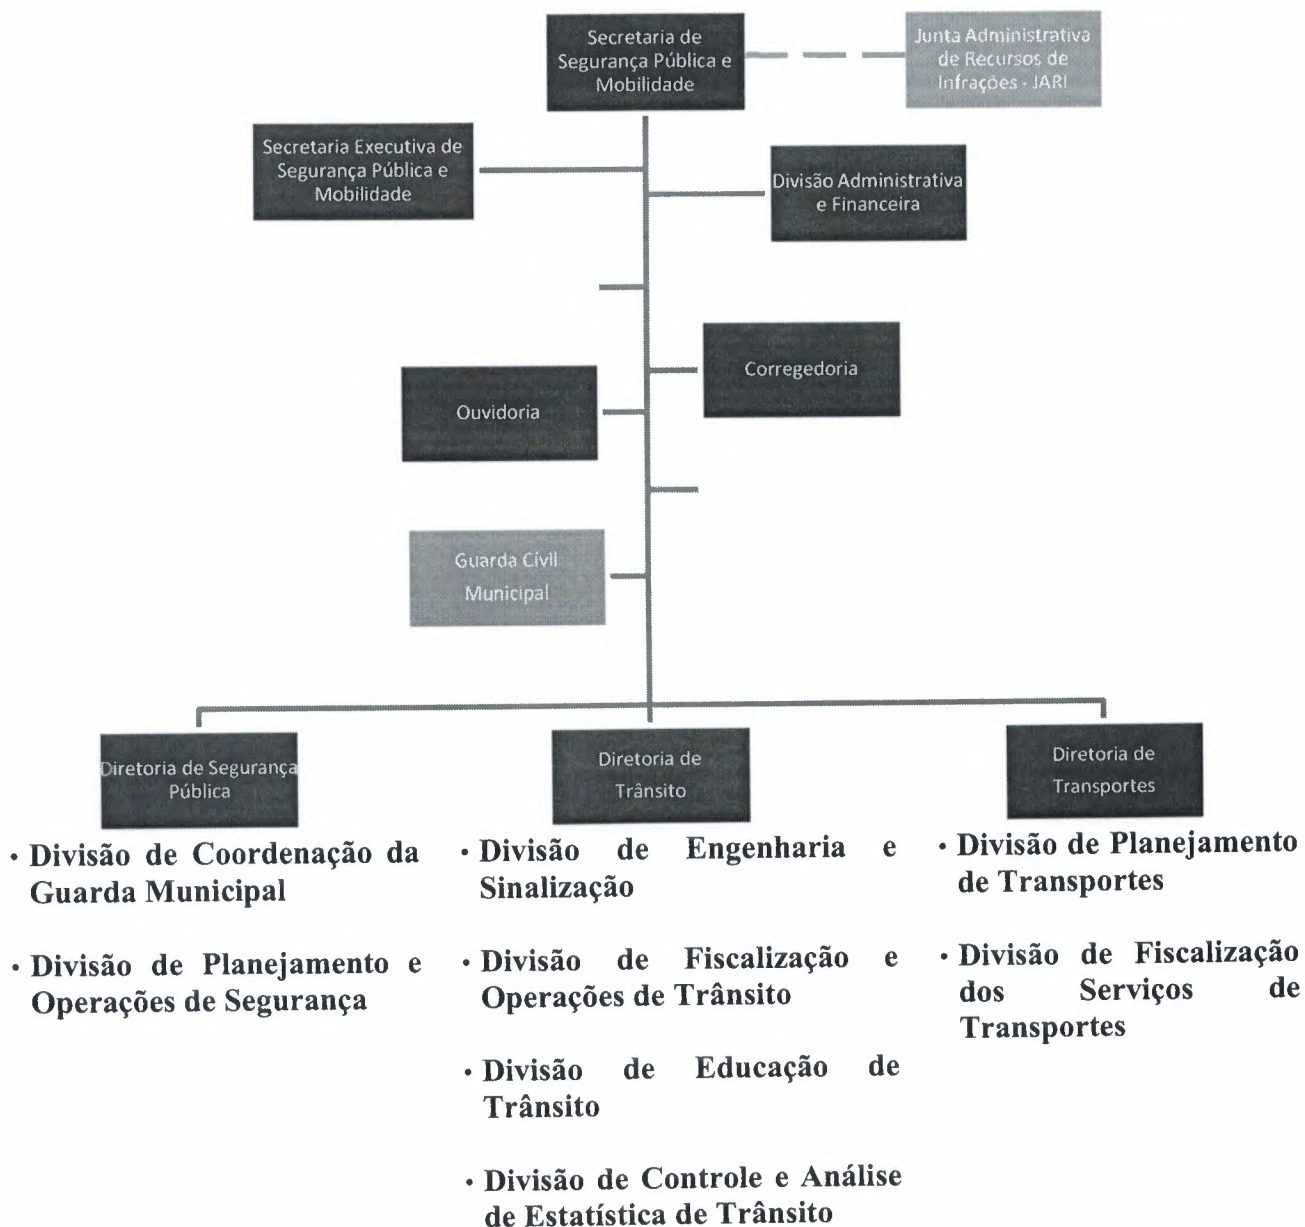 Secretaria de
Segurança Pública e
Mobilidade
Junta Administrativa
de Recursos de
Infrações - JARI
Secretaria Executiva de
Segurança Pública e
Mobilidade
Divisão Administrativa
e Financeira
Corregedoria
Ouvidoria
Guarda Civil
Municipal
Diretoria de Segurança
Pública
Diretoria de
Trânsito
Diretoria de
Transportes
• Divisão de Coordenação da
Guarda Municipal
• Divisão de Planejamento e
Operações de Segurança
• Divisão de Engenharia e
Sinalização
• Divisão de Fiscalização e
Operações de Trânsito
• Divisão de Educação de
Trânsito
• Divisão de Controle e Análise
de Estatística de Trânsito
• Divisão de Planejamento
de Transportes
• Divisão de Fiscalização
dos Serviços de
Transportes